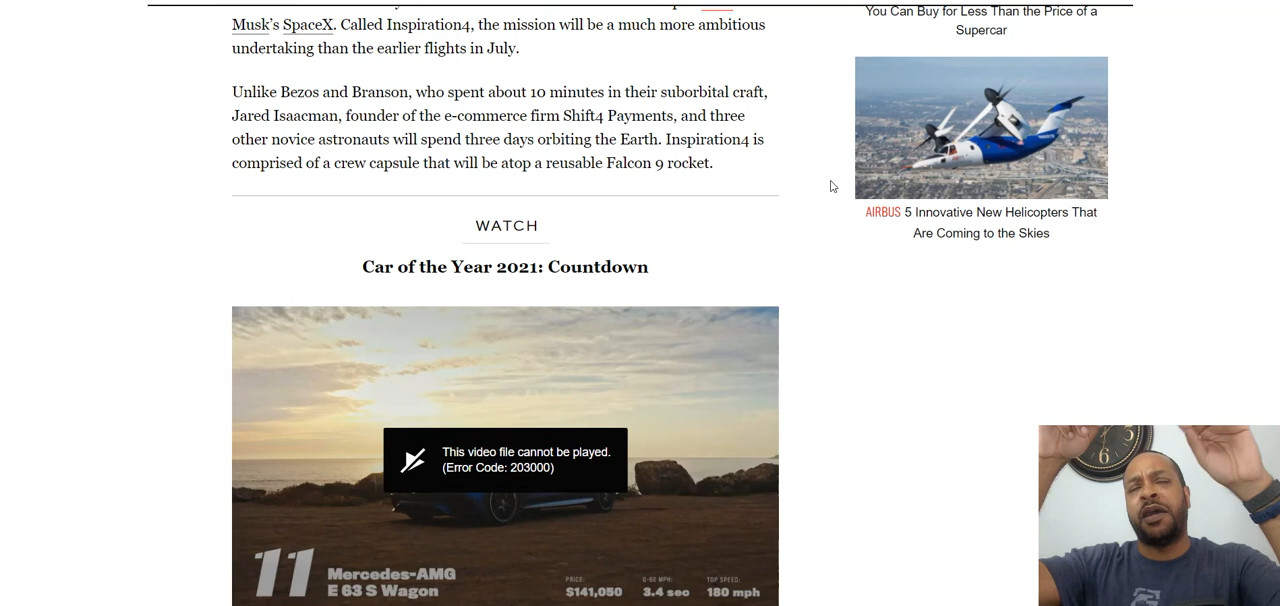 You Can Buy for Less Than the Price of a
Supercar
Musk's SpaceX. Called Inspiration4, the mission will be a much more ambitious
undertaking than the earlier flights in July.
Unlike Bezos and Branson, who spent about 10 minutes in their suborbital craft,
Jared Isaacman, founder of the e-commerce firm Shift4 Payments, and three
other novice astronauts will spend three days orbiting the Earth. Inspiration4 is
comprised of a crew capsule that will be atop a reusable Falcon 9 rocket.
AIRBUS 5 Innovative New Helicopters That
Are Coming to the Skies
WATCH
Car of the Year 2021: Countdown
This video file cannot be played.
(Error Code: 203000)
11
Mercedes-AMG
E 63 S Wagon
PRICE:
$141,050
0-60 MPH:
3.4 sec
TOP SPEED:
180 mph
5
6